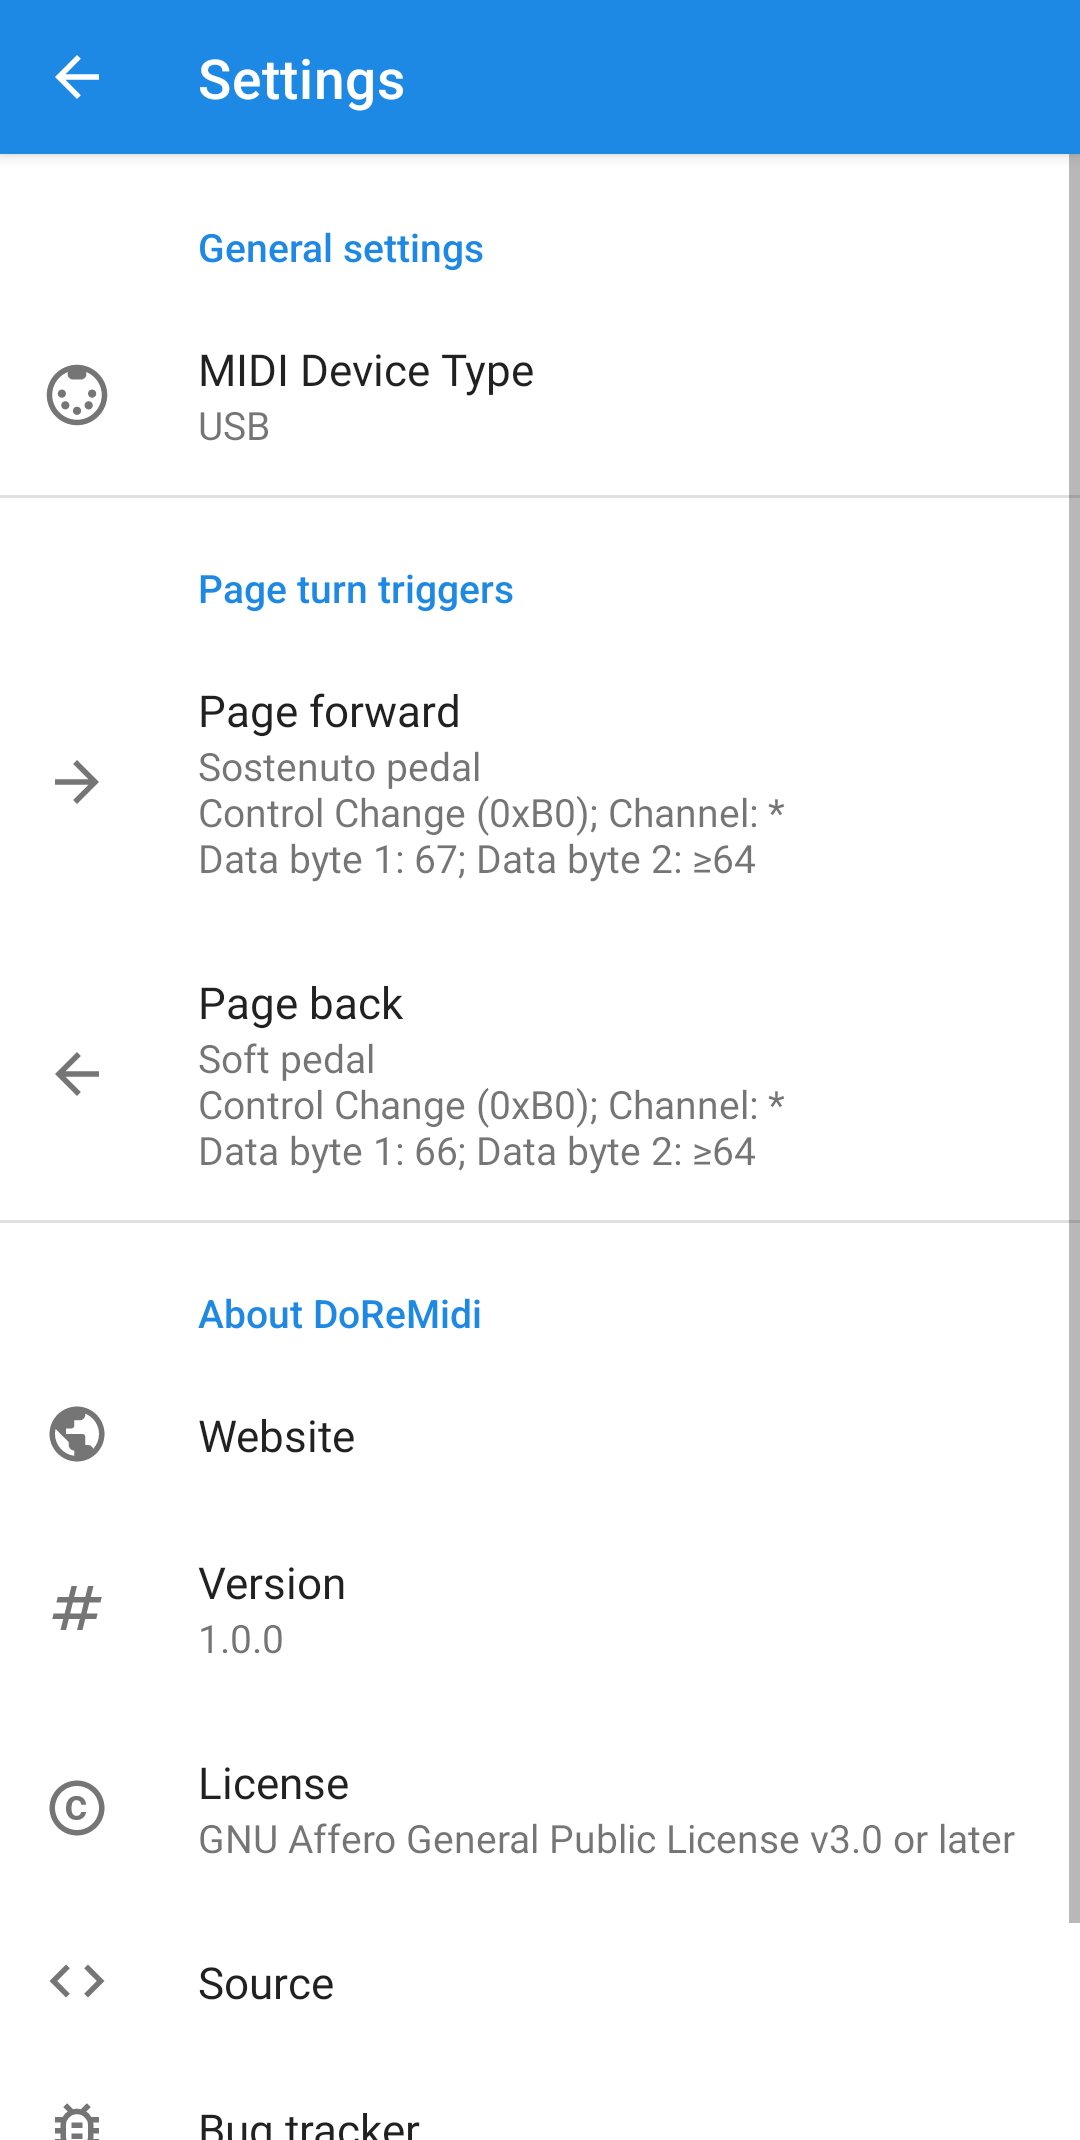 Settings
General settings
MIDI Device Type
USB
Page turn triggers
Page forward
Sostenuto pedal
Control Change (0xB0); Channel: *
Data byte 1: 67; Data byte 2: ≥64
Page back
Soft pedal
Control Change (0xB0); Channel: *
Data byte 1: 66; Data byte 2: ≥64
About DoReMidi
Website
Version
1.0.0
License
GNU Affero General Public License v3.0 or later
Source
Bug tracker